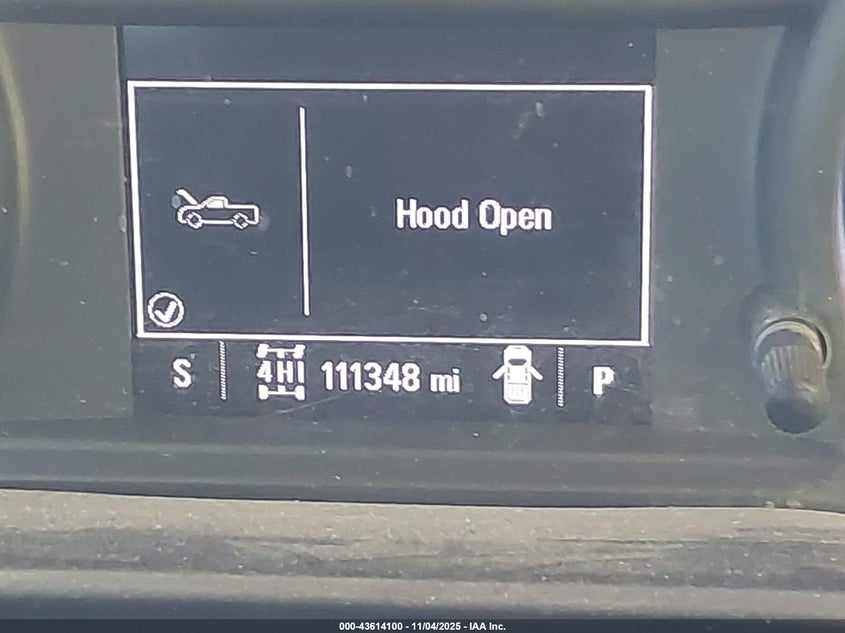 Hood Open
S 4HI 111348 mi P
000-43614100 - 11/04/2025 - IAA Inc.